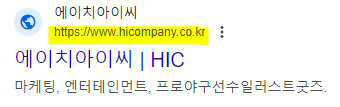 에이치아이씨
https://www.hicompany.co.kr
에이치아이씨 | HIC
마케팅, 엔터테인먼트, 프로야구선수일러스트굿즈.